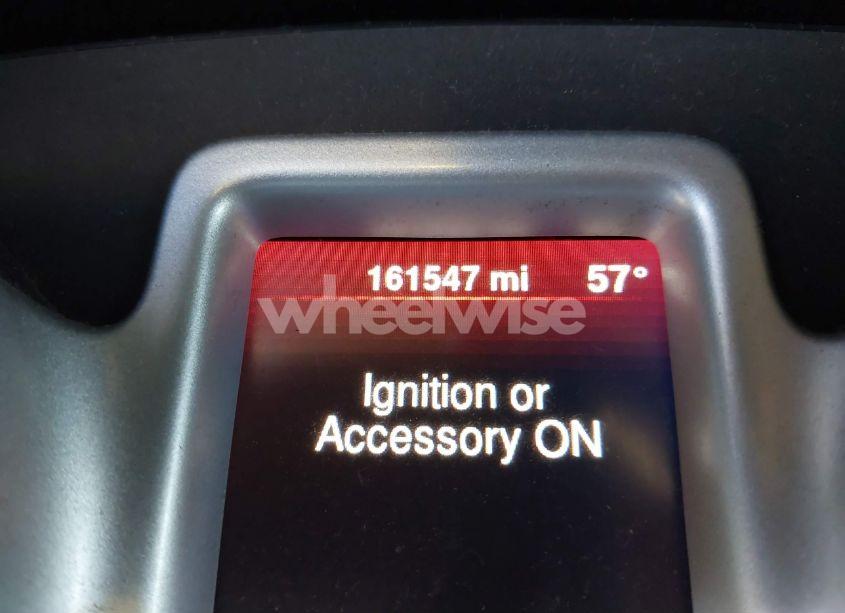 161547 mi 57°
wheelwise
Ignition or
Accessory ON